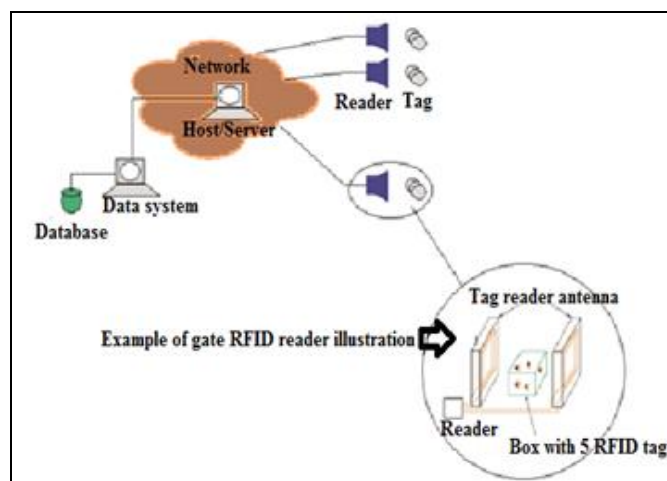 Network
Host/Server
Reader
Tag
Data system
Database
Tag reader antenna
Example of gate RFID reader illustration
Reader
Box with 5 RFID tag